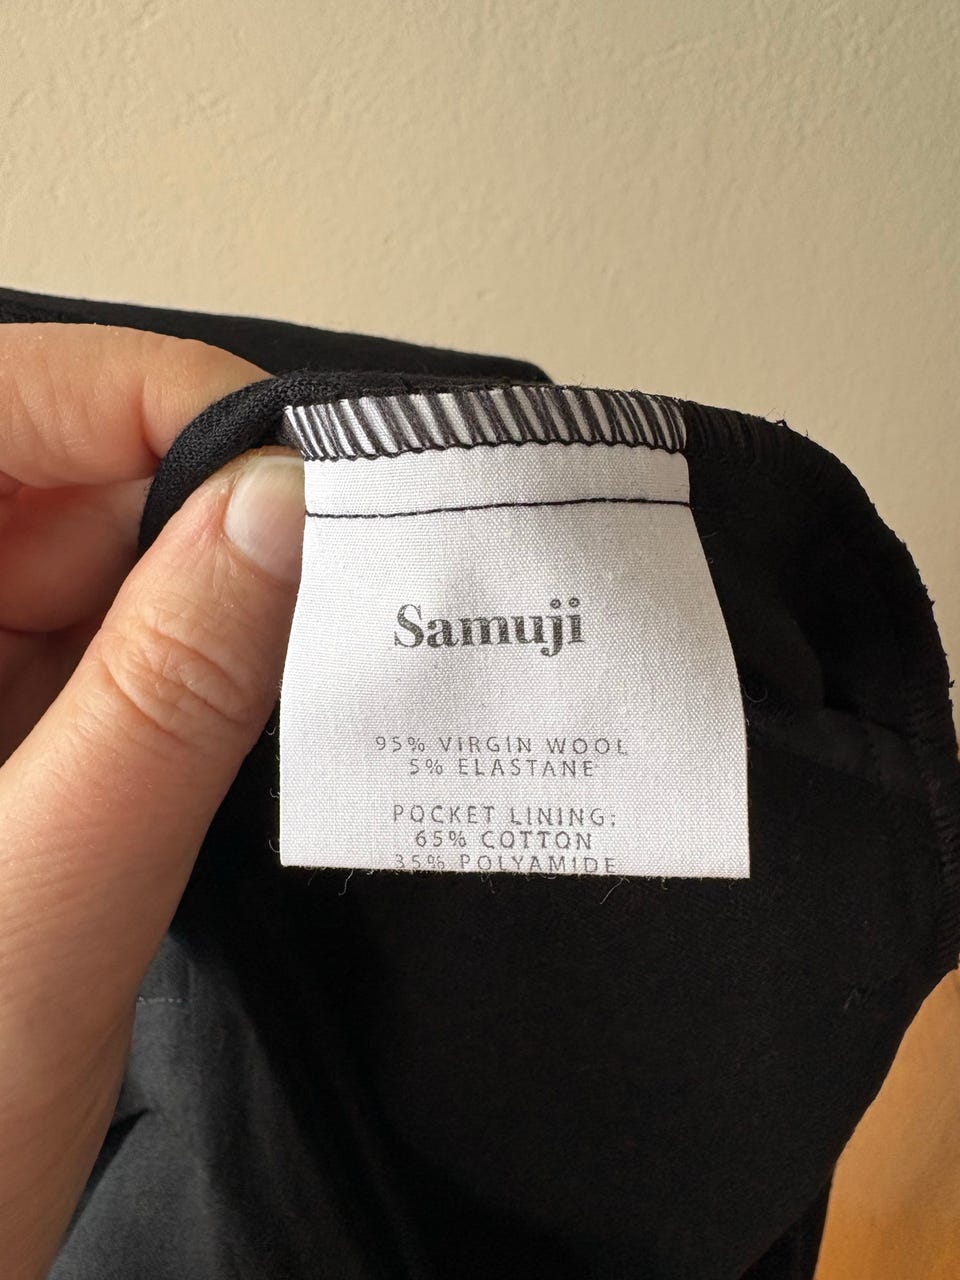 Samuji
95% VIRGIN WOOL
5% ELASTANE
POCKET LINING:
65% COTTON
35% POLYAMIDE